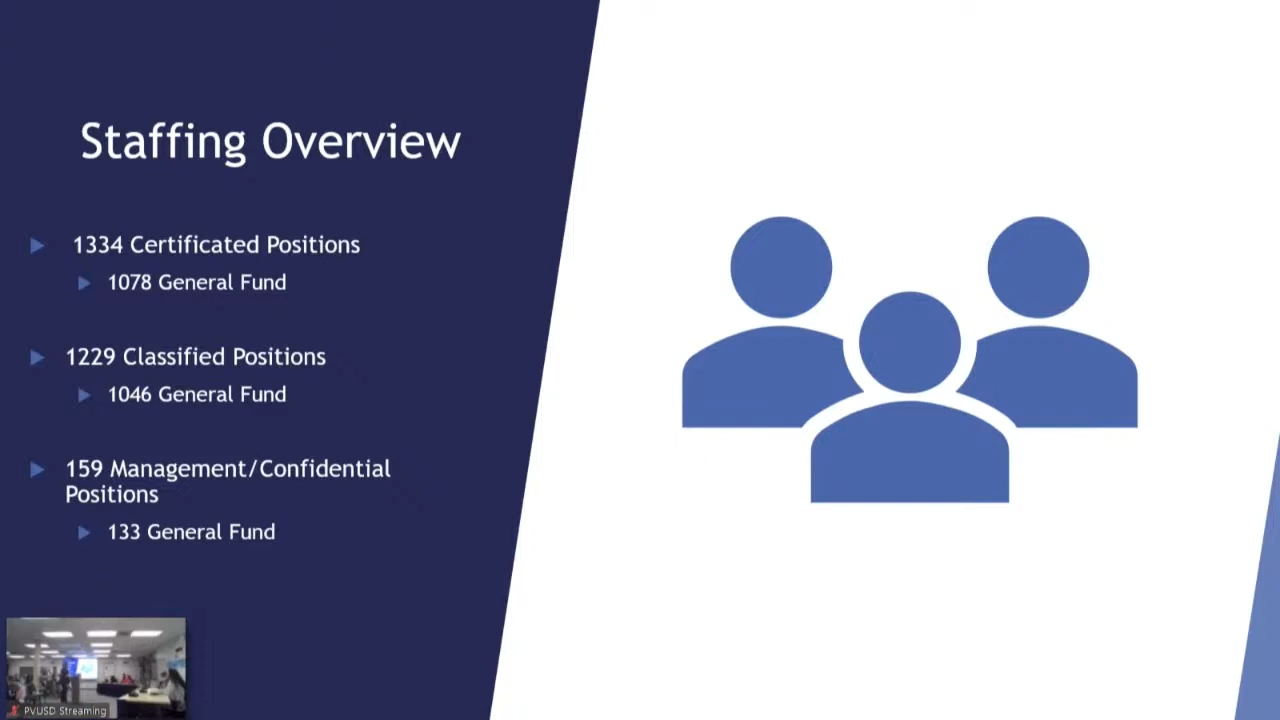 Staffing Overview
1334 Certificated Positions
1078 General Fund
1229 Classified Positions
1046 General Fund
159 Management/Confidential
Positions
133 General Fund
PVUSD Streaming